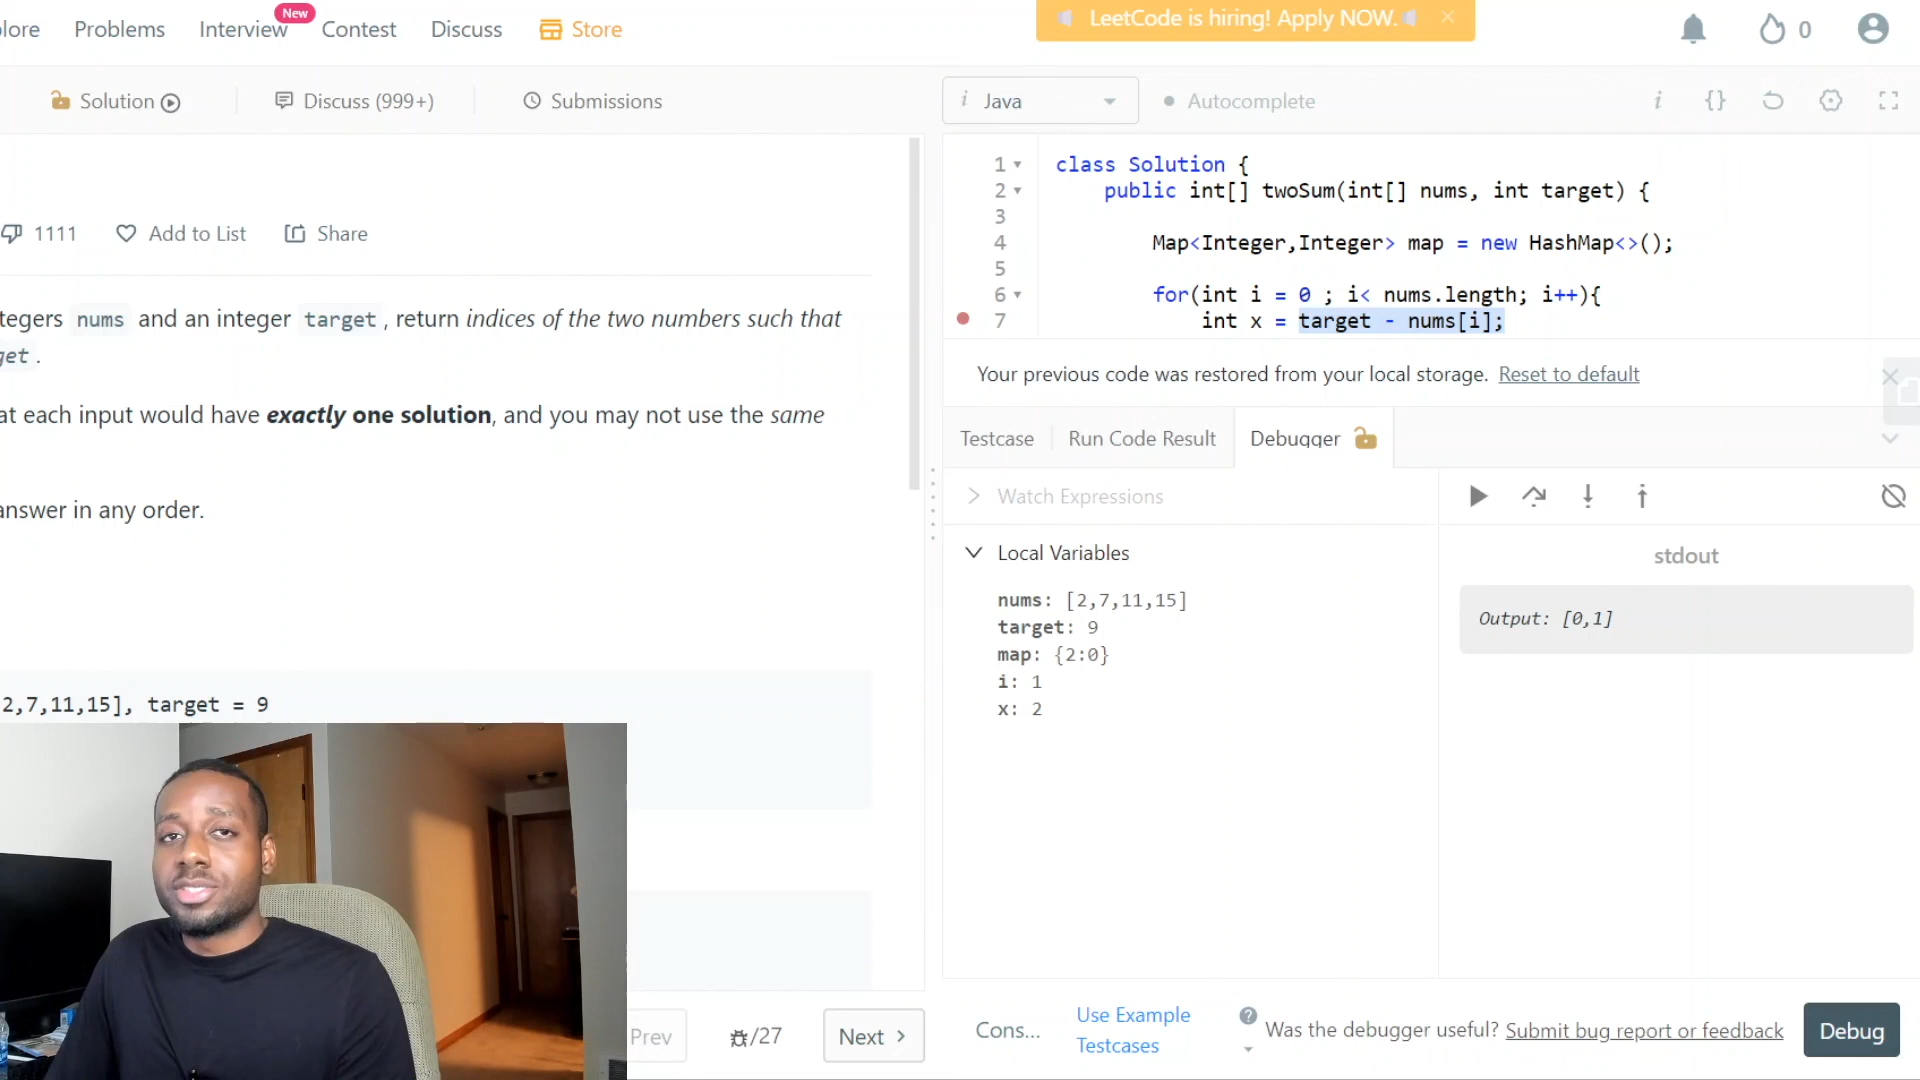 lore Problems Interview New Contest Discuss Store
LeetCode is hiring! Apply NOW.
0
Solution Discuss (999+) Submissions
1111 Add to List Share
tegers nums and an integer target, return indices of the two numbers such that
get.
at each input would have exactly one solution, and you may not use the same
answer in any order.
2,7,11,15], target = 9
Prev /27 Next >
i Java Autocomplete
i {}
1 class Solution {
2 public int[] twoSum(int[] nums, int target) {
3
4 Map<Integer,Integer> map = new HashMap<>();
5
6 for(int i = 0 ; i< nums.length; i++){
7 int x = target - nums[i];
Your previous code was restored from your local storage. Reset to default
Testcase Run Code Result Debugger
Watch Expressions
Local Variables
nums: [2,7,11,15]
target: 9
map: {2:0}
i: 1
x: 2
stdout
Output: [0,1]
Cons...
Use Example
Testcases
? Was the debugger useful? Submit bug report or feedback
Debug